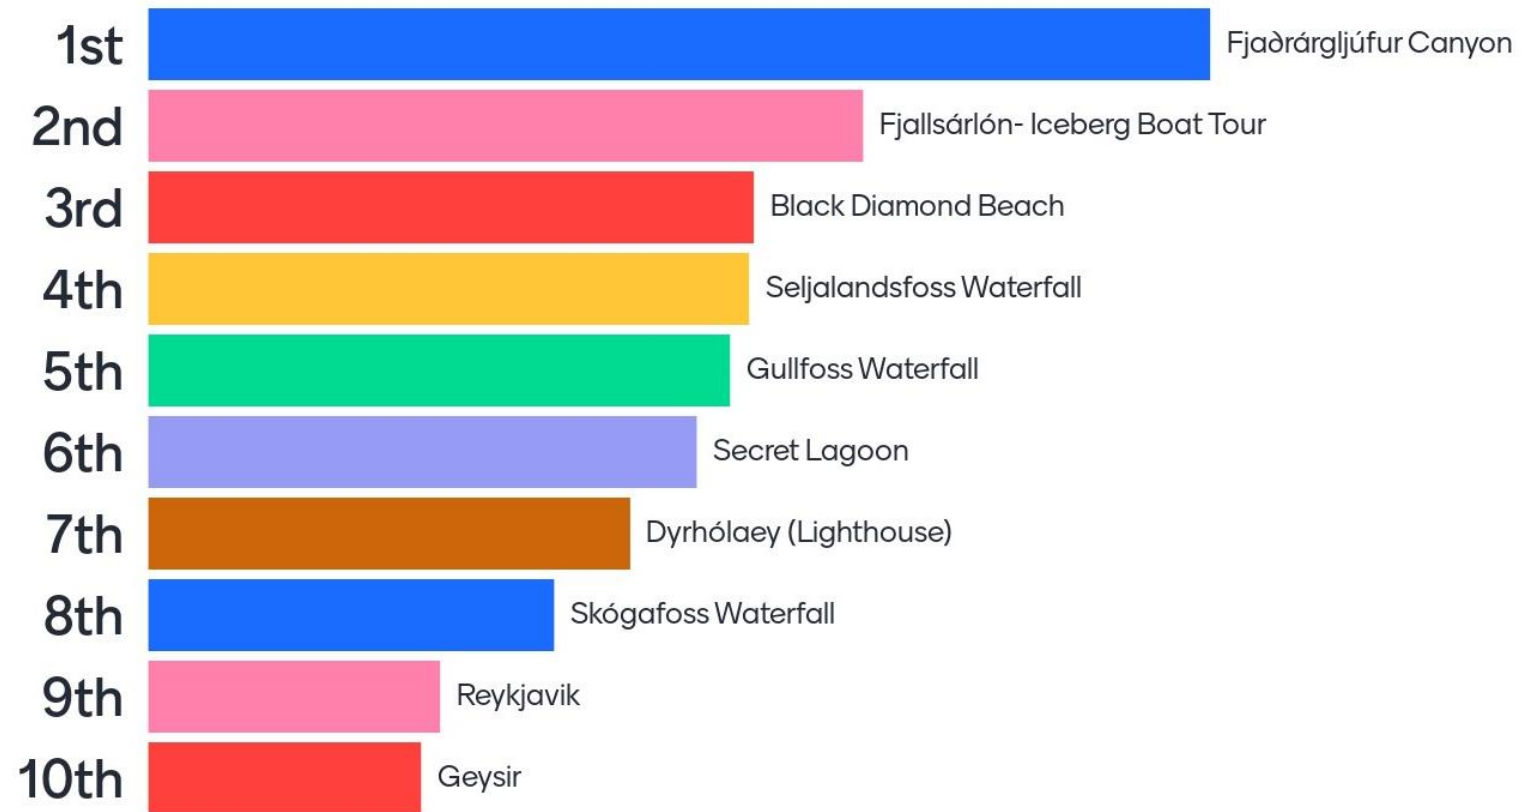 1st Fjaðrárgljúfur Canyon
2nd Fjallsárlón- Iceberg Boat Tour
3rd Black Diamond Beach
4th Seljalandsfoss Waterfall
5th Gullfoss Waterfall
6th Secret Lagoon
7th Dyrhólaey (Lighthouse)
8th Skógafoss Waterfall
9th Reykjavik
10th Geysir